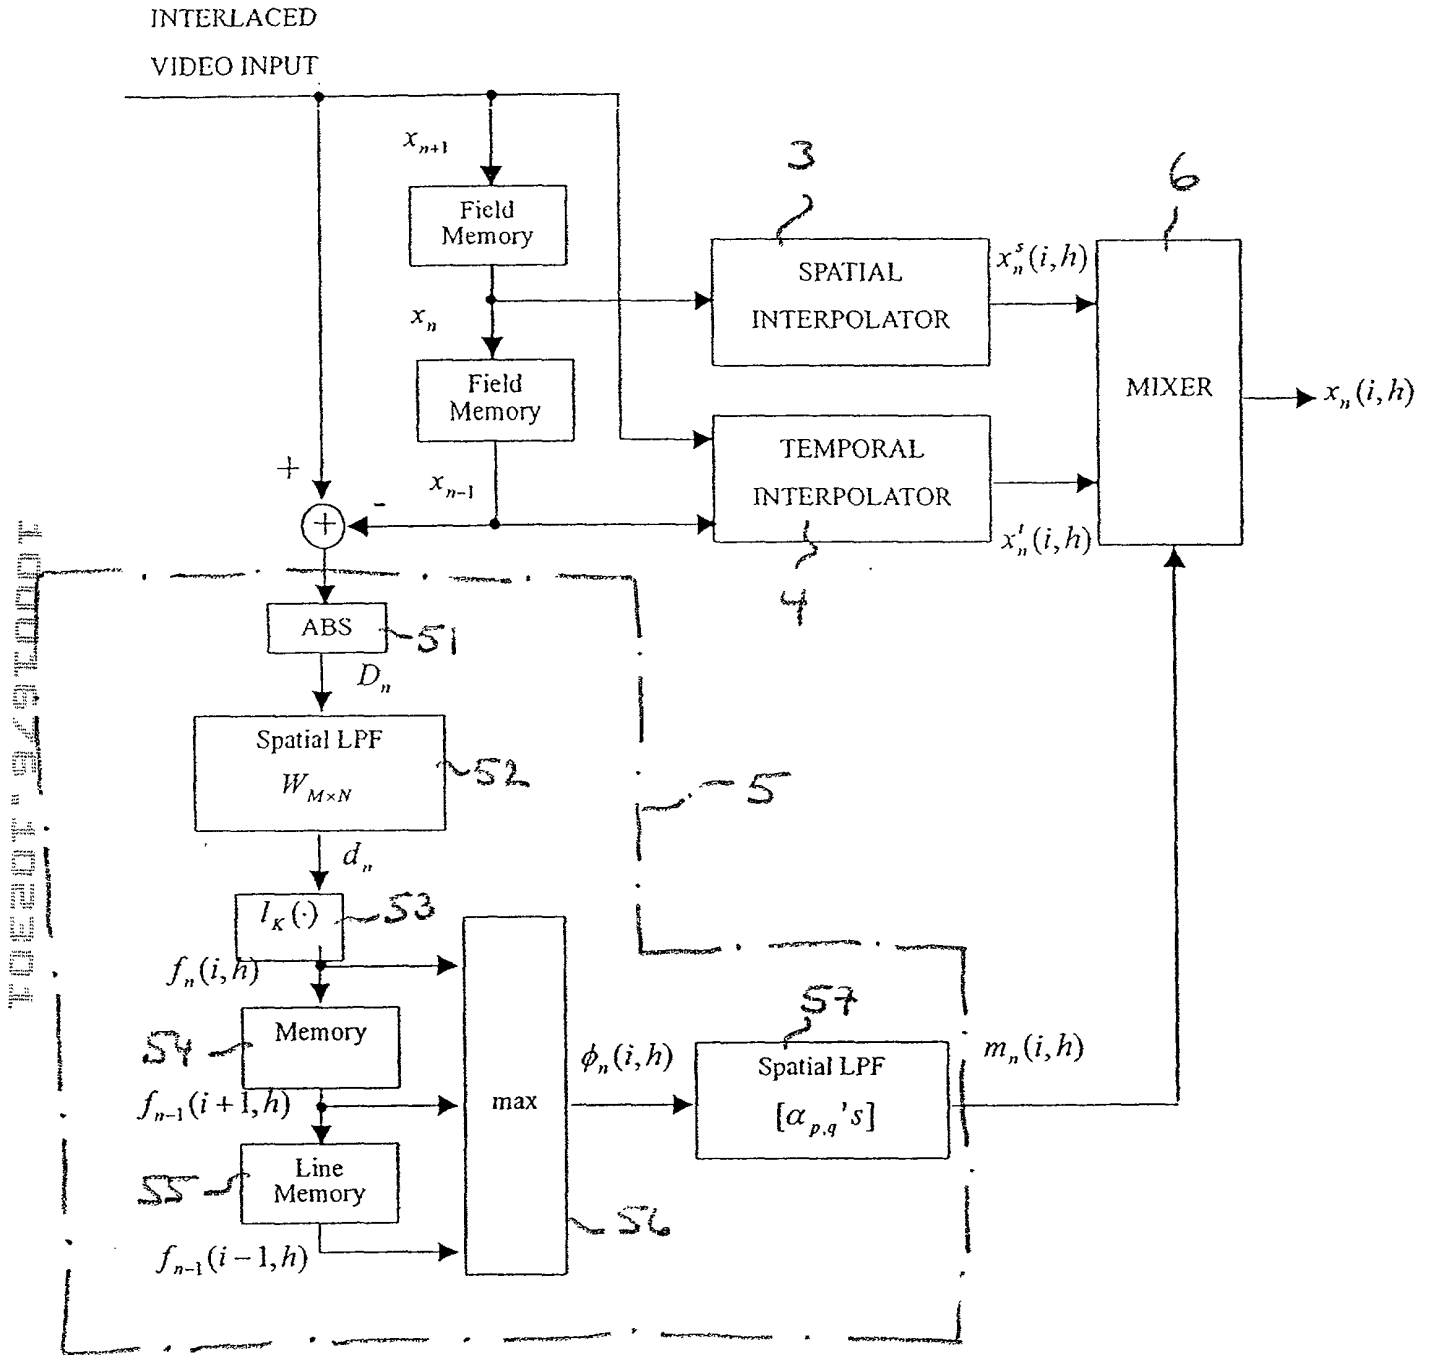 INTERLACED
VIDEO INPUT
x_{n+1}
Field
Memory
x_n
Field
Memory
x_{n-1}
+
-
+
3
SPATIAL
INTERPOLATOR
x_n^s(i,h)
6
MIXER
x_n(i,h)
TEMPORAL
INTERPOLATOR
x_n^t(i,h)
4
ABS
51
D_n
Spatial LPF
W_{M×N}
52
5
d_n
l_K(·)
53
f_n(i,h)
54
Memory
f_{n-1}(i+1,h)
55
Line
Memory
f_{n-1}(i-1,h)
max
56
ϕ_n(i,h)
57
Spatial LPF
[α_{p,q}'s]
m_n(i,h)